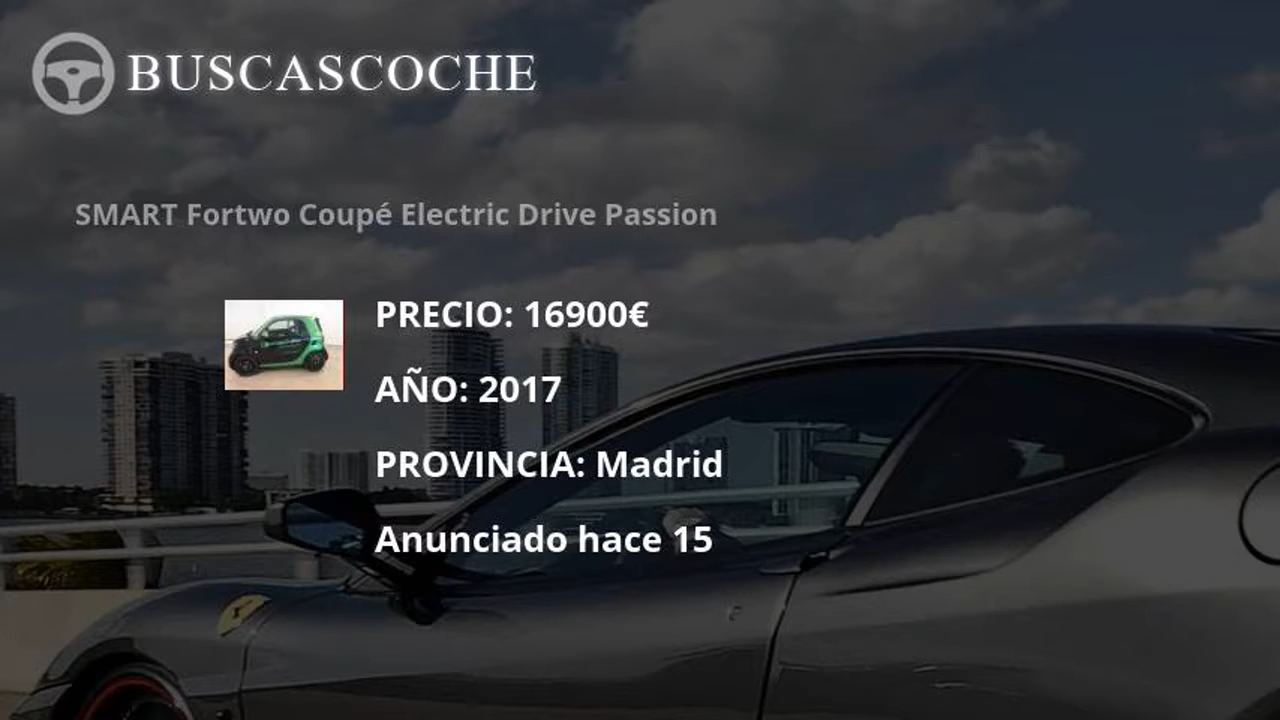 BUSCASCOCHE
SMART Fortwo Coupé Electric Drive Passion
PRECIO: 16900€
AÑO: 2017
PROVINCIA: Madrid
Anunciado hace 15